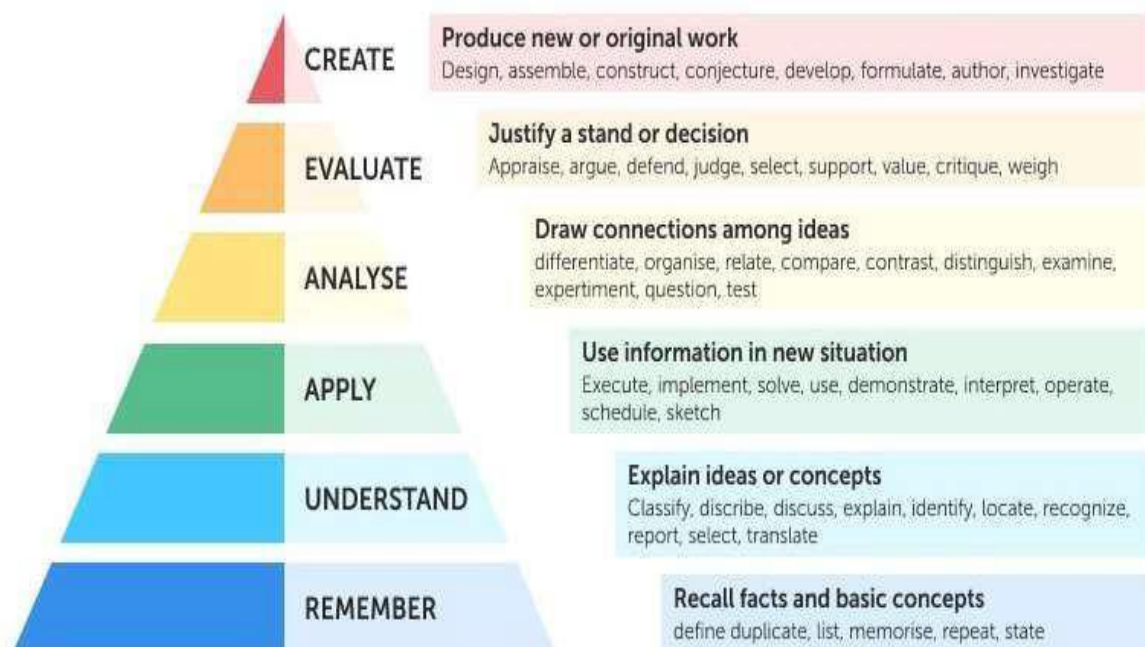 CREATE
Produce new or original work
Design, assemble, construct, conjecture, develop, formulate, author, investigate
EVALUATE
Justify a stand or decision
Appraise, argue, defend, judge, select, support, value, critique, weigh
ANALYSE
Draw connections among ideas
differentiate, organise, relate, compare, contrast, distinguish, examine,
expertiment, question, test
APPLY
Use information in new situation
Execute, implement, solve, use, demonstrate, interpret, operate,
schedule, sketch
UNDERSTAND
Explain ideas or concepts
Classify, discribe, discuss, explain, identify, locate, recognize,
report, select, translate
REMEMBER
Recall facts and basic concepts
define duplicate, list, memorise, repeat, state